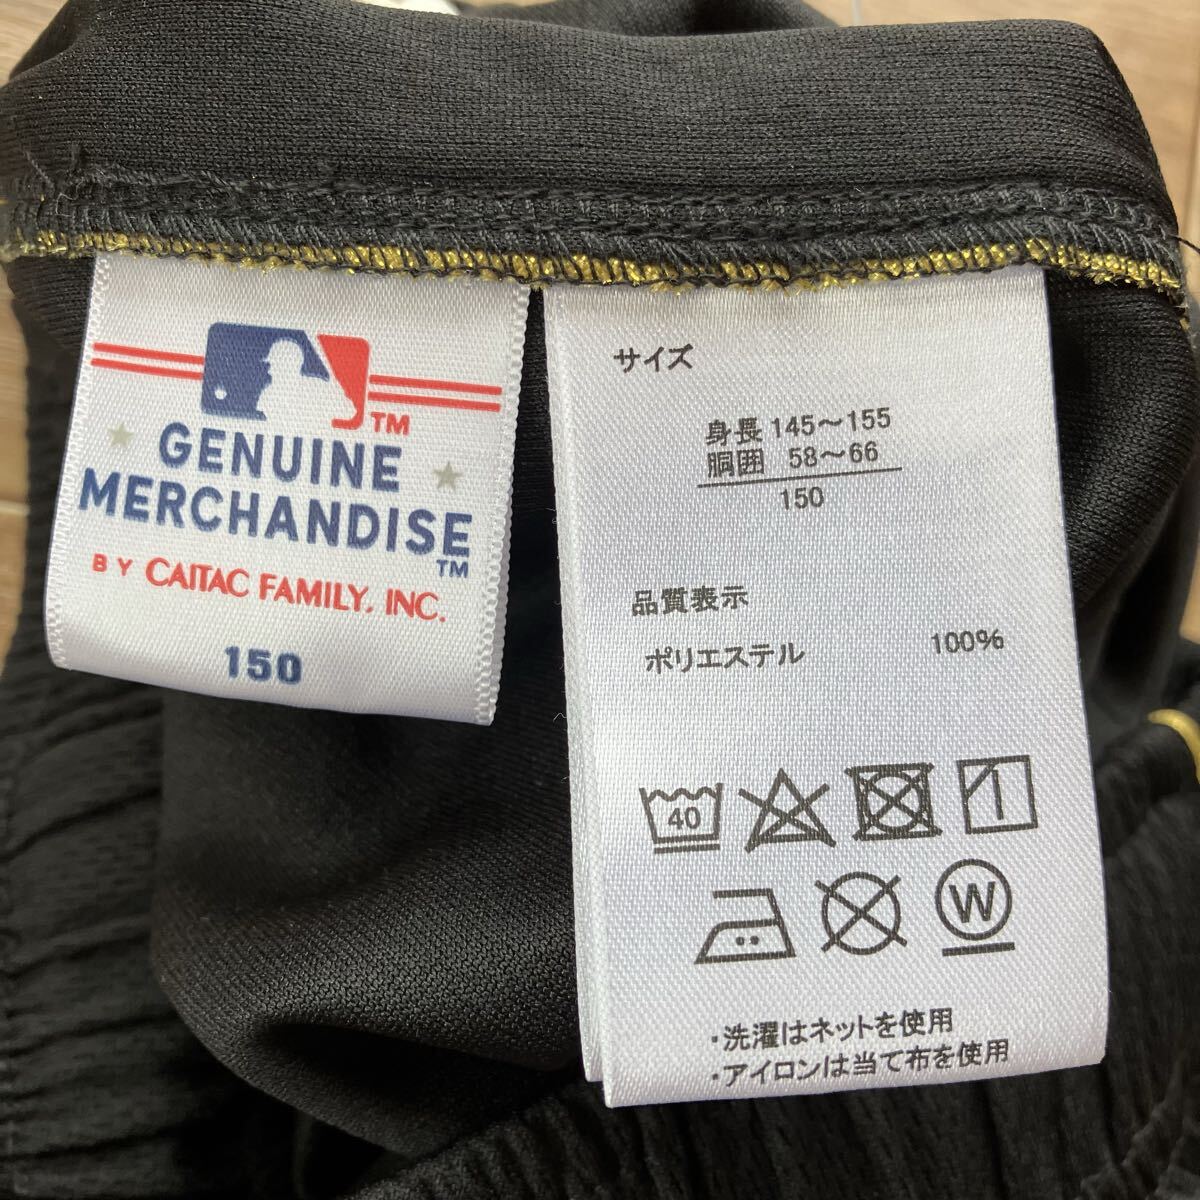 TM
GENUINE
MERCHANDISE
TM
BY CAITAC FAMILY, INC.
150
サイズ
身長 145～155
胴囲 58～66
150
品質表示
ポリエステル 100%
40
W
・洗濯はネットを使用
・アイロンは当て布を使用